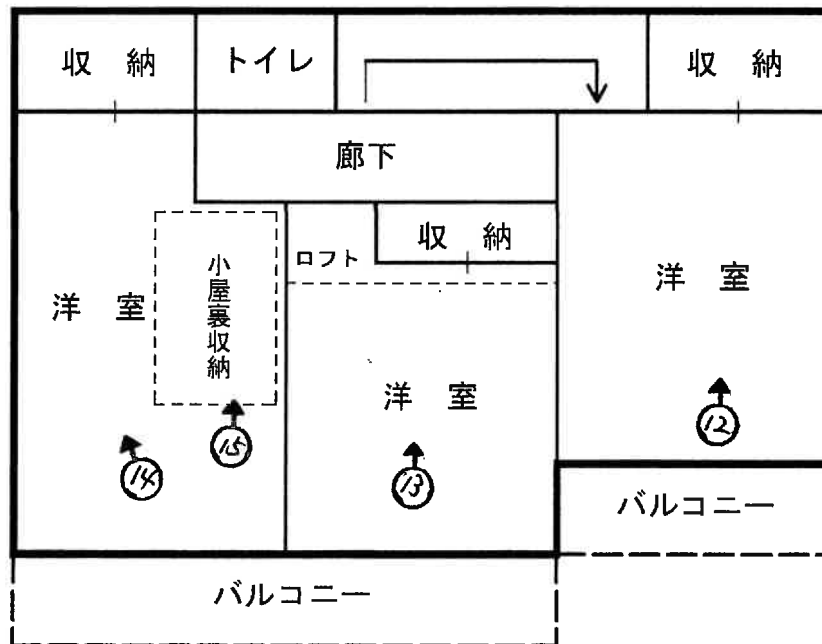 収 納
トイレ
収 納
廊下
収 納
ロフト
小屋裏収納
洋 室
洋 室
洋 室
12
15
14
13
バルコニー
バルコニー